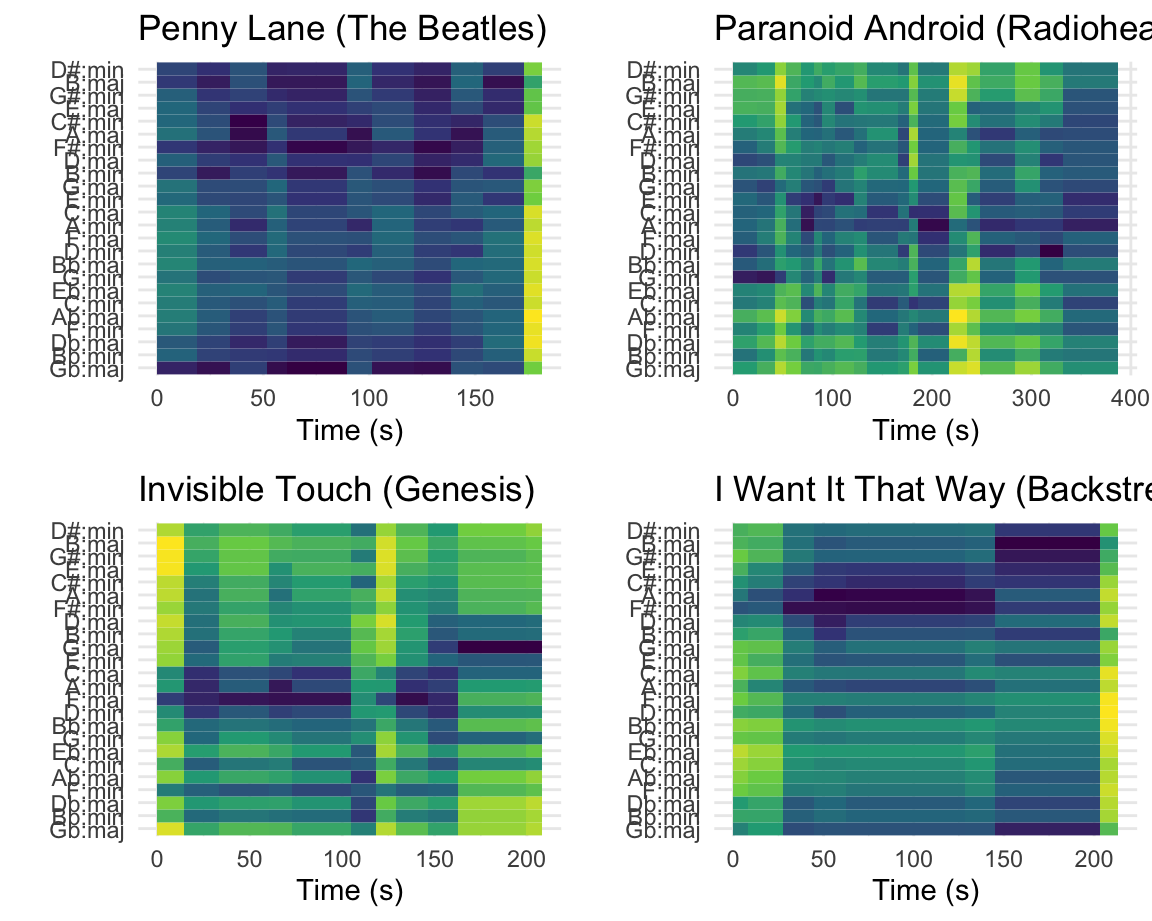 Penny Lane (The Beatles)
D#:min
B:maj
G#:min
E:maj
C#:min
A:maj
F#:min
D:maj
B:min
G:maj
E:min
C:maj
A:min
F:maj
D:min
Bb:maj
G:min
Eb:maj
C:min
Ab:maj
F:min
Db:maj
Bb:min
Gb:maj
0 50 100 150
Time (s)
Paranoid Android (Radiohea
D#:min
B:maj
G#:min
E:maj
C#:min
A:maj
F#:min
D:maj
B:min
G:maj
E:min
C:maj
A:min
F:maj
D:min
Bb:maj
G:min
Eb:maj
C:min
Ab:maj
F:min
Db:maj
Bb:min
Gb:maj
0 100 200 300 400
Time (s)
Invisible Touch (Genesis)
D#:min
B:maj
G#:min
E:maj
C#:min
A:maj
F#:min
D:maj
B:min
G:maj
E:min
C:maj
A:min
F:maj
D:min
Bb:maj
G:min
Eb:maj
C:min
Ab:maj
F:min
Db:maj
Bb:min
Gb:maj
0 50 100 150 200
Time (s)
I Want It That Way (Backstre
D#:min
B:maj
G#:min
E:maj
C#:min
A:maj
F#:min
D:maj
B:min
G:maj
E:min
C:maj
A:min
F:maj
D:min
Bb:maj
G:min
Eb:maj
C:min
Ab:maj
F:min
Db:maj
Bb:min
Gb:maj
0 50 100 150 200
Time (s)